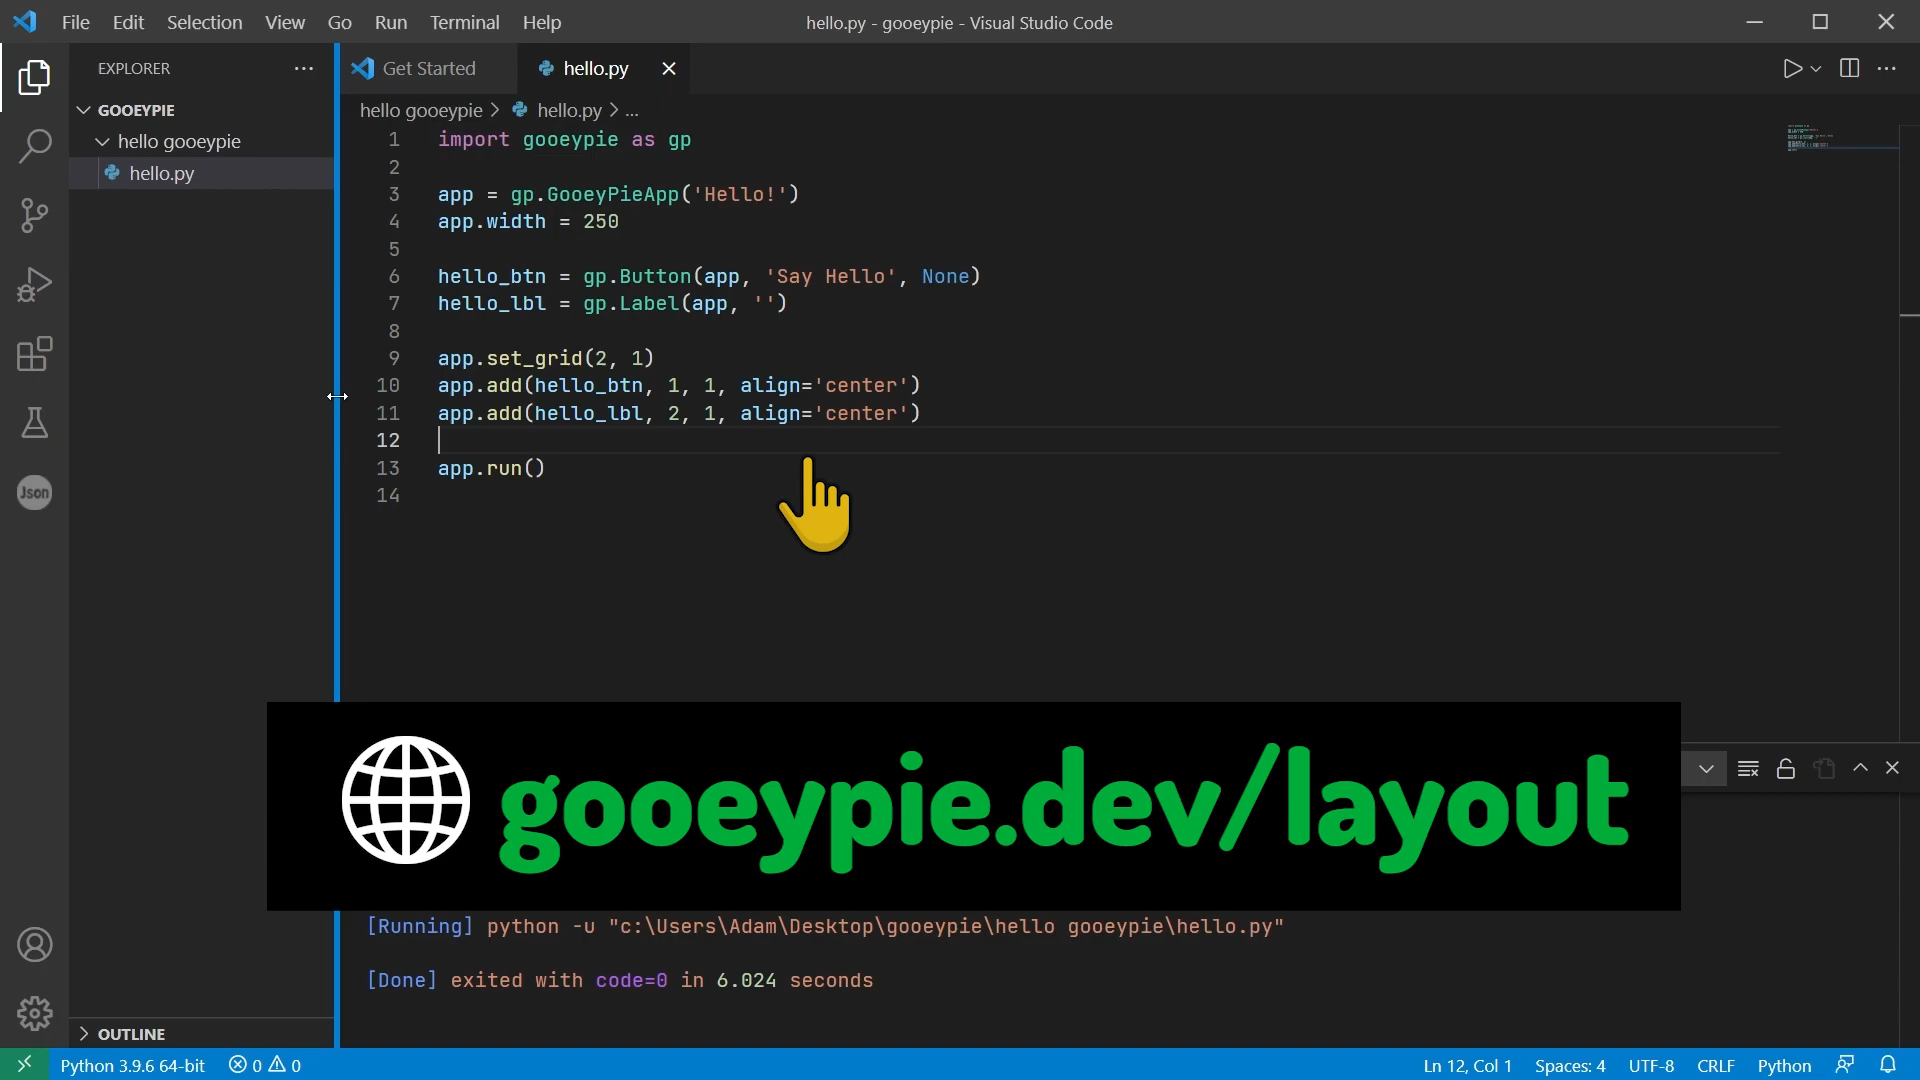 File Edit Selection View Go Run Terminal Help
hello.py - gooeypie - Visual Studio Code
EXPLORER
Get Started
hello.py
GOOEYPIE
hello gooeypie
hello.py
hello gooeypie > hello.py > ...
1 import gooeypie as gp
2
3 app = gp.GooeyPieApp('Hello!')
4 app.width = 250
5
6 hello_btn = gp.Button(app, 'Say Hello', None)
7 hello_lbl = gp.Label(app, '')
8
9 app.set_grid(2, 1)
10 app.add(hello_btn, 1, 1, align='center')
11 app.add(hello_lbl, 2, 1, align='center')
12
13 app.run()
14
Json
gooeypie.dev/layout
[Running] python -u "c:\Users\Adam\Desktop\gooeypie\hello gooeypie\hello.py"
[Done] exited with code=0 in 6.024 seconds
OUTLINE
Python 3.9.6 64-bit 0 0 Ln 12, Col 1 Spaces: 4 UTF-8 CRLF Python